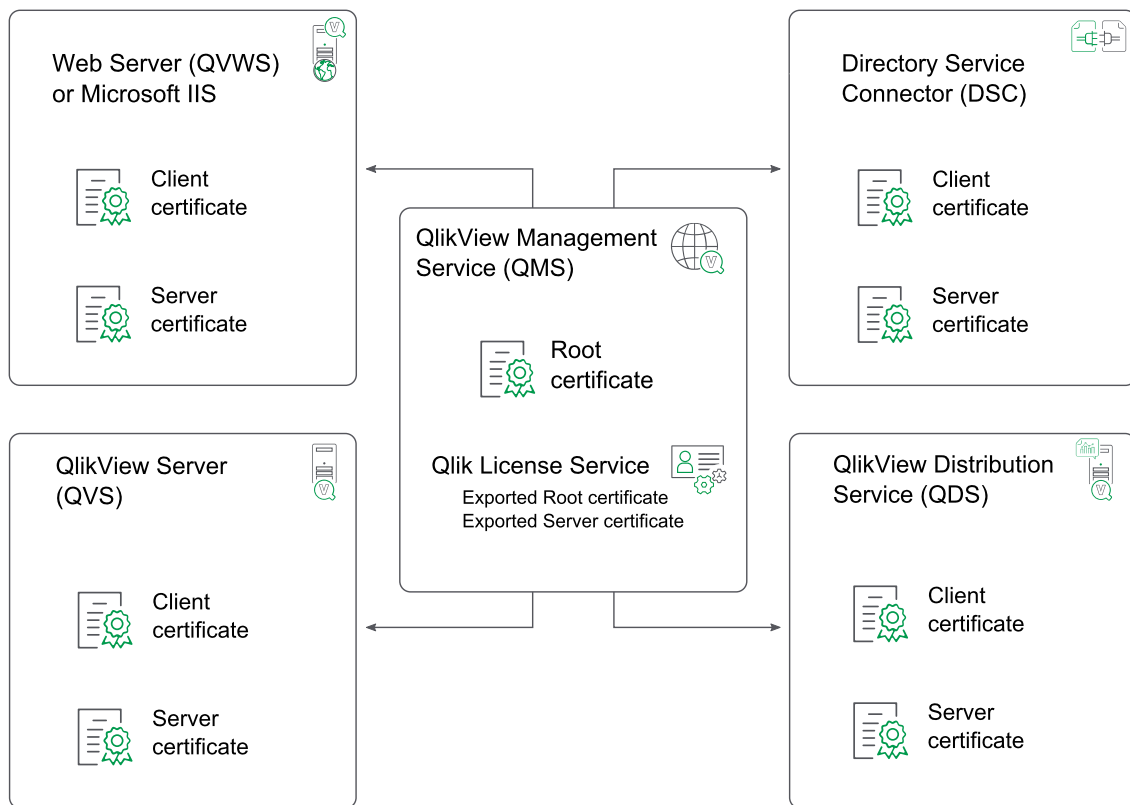 Web Server (QVWS)
or Microsoft IIS
Client
certificate
Server
certificate
Directory Service
Connector (DSC)
Client
certificate
Server
certificate
QlikView Management
Service (QMS)
Root
certificate
Qlik License Service
Exported Root certificate
Exported Server certificate
QlikView Server
(QVS)
Client
certificate
Server
certificate
QlikView Distribution
Service (QDS)
Client
certificate
Server
certificate